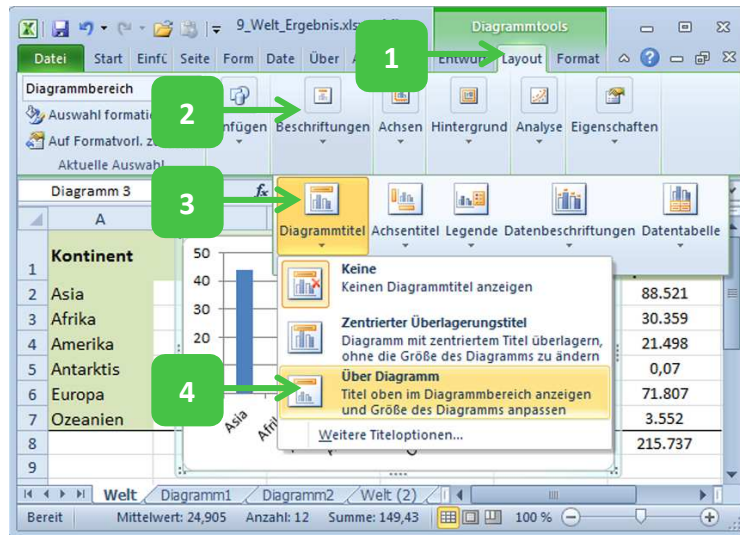 9_Welt_Ergebnis.xls
Diagrammtools
Datei Start Einfü Seite Form Date Über Entwurf Layout Format
1
Diagrammbereich
Auswahl formatie
Auf Formatvorl. z
Aktuelle Auswahl
2
nfügen Beschriftungen Achsen Hintergrund Analyse Eigenschaften
Diagramm 3
fx
3
Diagrammtitel Achsentitel Legende Datenbeschriftungen Datentabelle
A
Keine
Keinen Diagrammtitel anzeigen
Zentrierter Überlagerungstitel
Diagramm mit zentriertem Titel überlagern,
ohne die Größe des Diagramms zu ändern
Über Diagramm
Titel oben im Diagrammbereich anzeigen
und Größe des Diagramms anpassen
Weitere Titeloptionen...
4
1 Kontinent
2 Asia 88.521
3 Afrika 30.359
4 Amerika 21.498
5 Antarktis 0,07
6 Europa 71.807
7 Ozeanien 3.552
8 215.737
9
50
40
30
20
Asia
Afri
Welt Diagramm1 Diagramm2 Welt (2)
Bereit Mittelwert: 24,905 Anzahl: 12 Summe: 149,43 100 %